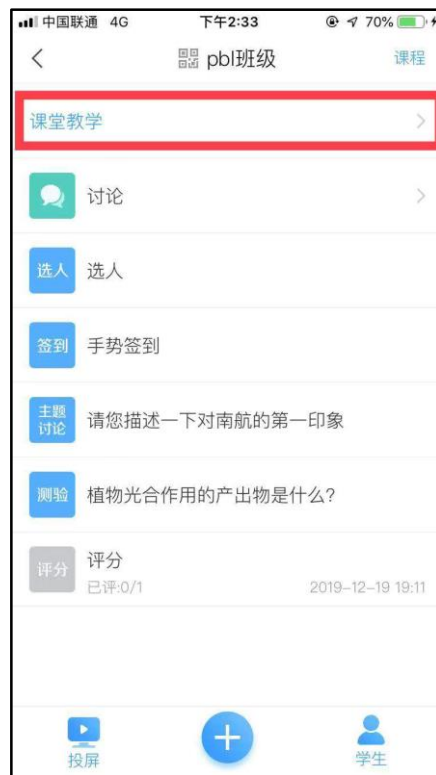 中国联通 4G 下午2:33 70%
pbl班级 课程
课堂教学
讨论
选人 选人
签到 手势签到
主题
讨论 请您描述一下对南航的第一印象
测验 植物光合作用的产出物是什么?
评分 评分
已评:0/1 2019-12-19 19:11
投屏 学生